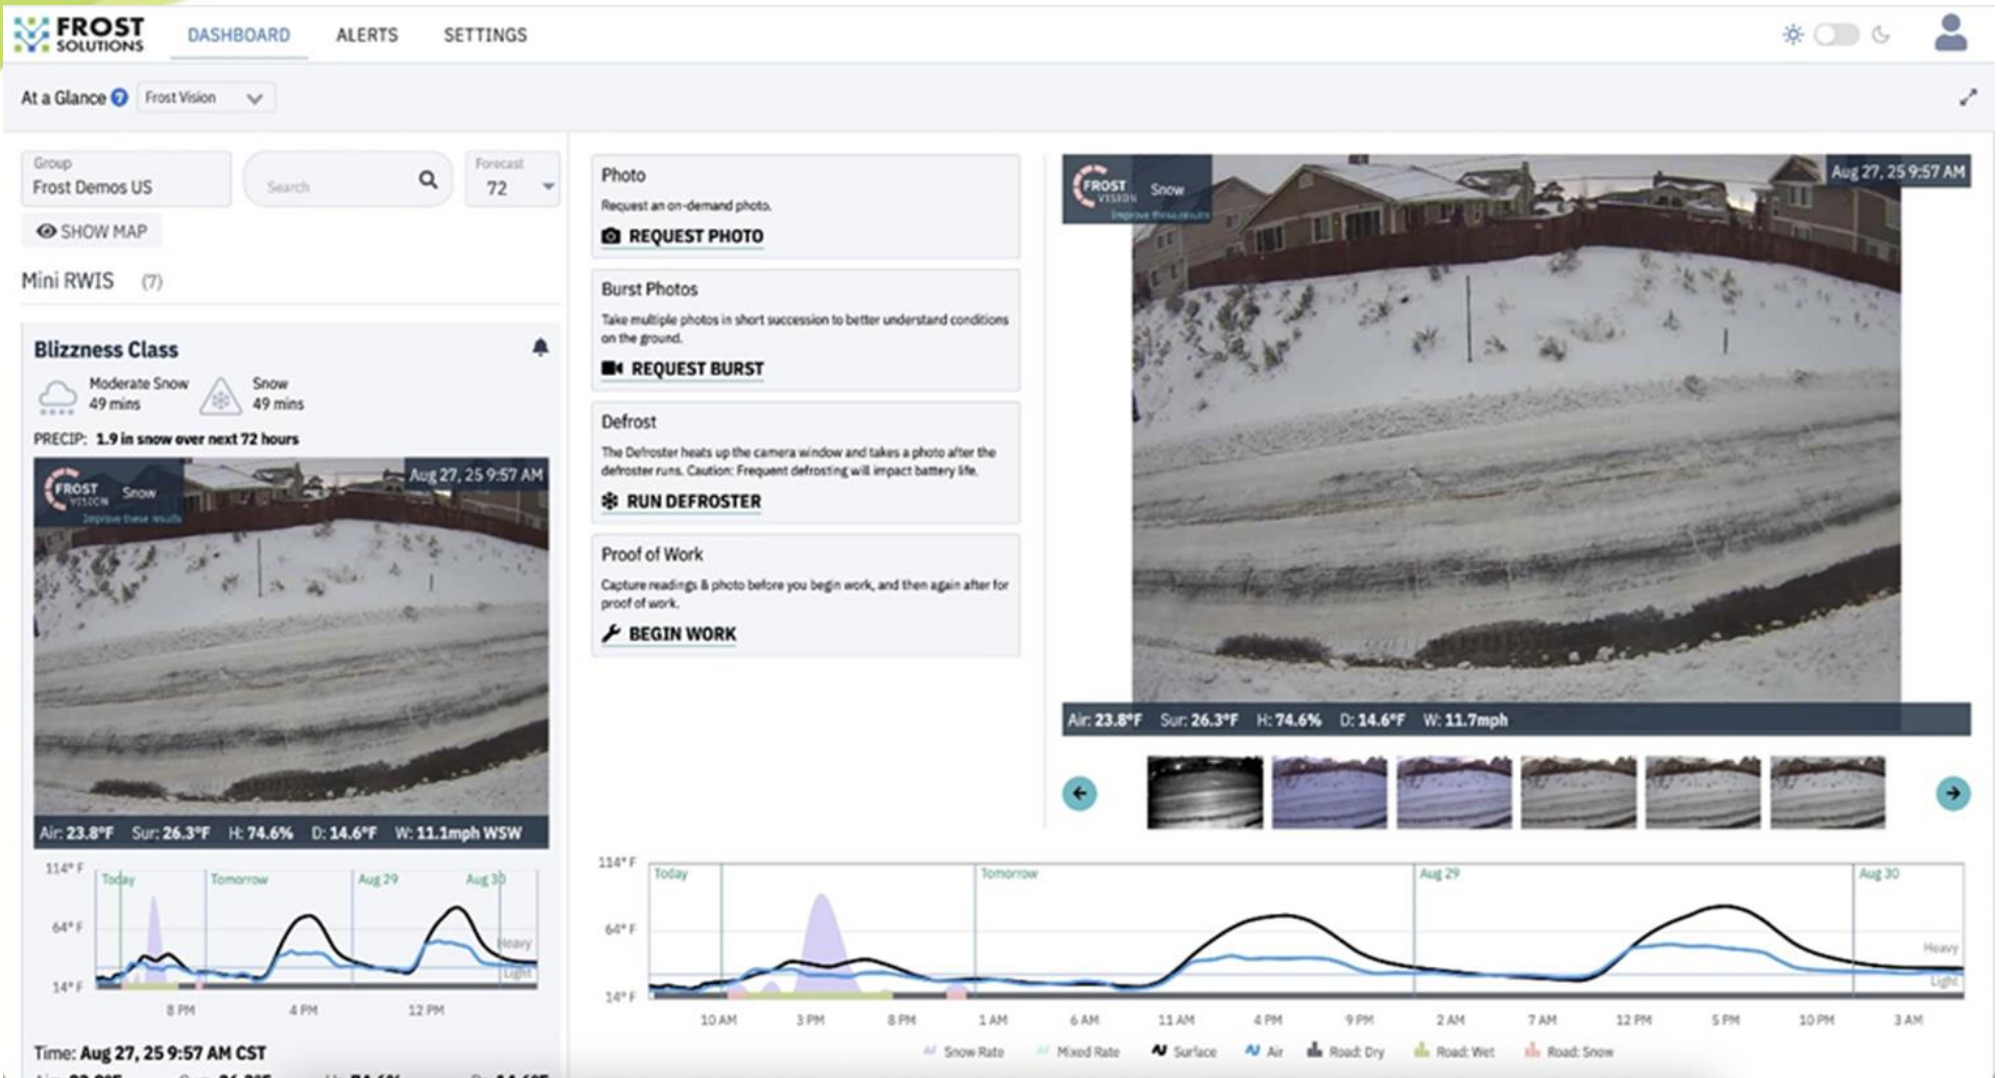 FROST
SOLUTIONS
DASHBOARD
ALERTS
SETTINGS
At a Glance ?
Frost Vision
Group
Frost Demos US
Search
Forecast
72
SHOW MAP
Mini RWIS (7)
Blizzness Class
Moderate Snow
49 mins
Snow
49 mins
PRECIP: 1.9 in snow over next 72 hours
FROST
VISION
Snow
Improve these results
Aug 27, 25 9:57 AM
Air: 23.8°F Sur: 26.3°F H: 74.6% D: 14.6°F W: 11.1mph WSW
114° F
64° F
14° F
Today
Tomorrow
Aug 29
Aug 30
Heavy
Light
8 PM
4 PM
12 PM
Time: Aug 27, 25 9:57 AM CST
Photo
Request an on-demand photo.
REQUEST PHOTO
Burst Photos
Take multiple photos in short succession to better understand conditions
on the ground.
REQUEST BURST
Defrost
The Defroster heats up the camera window and takes a photo after the
defroster runs. Caution: Frequent defrosting will impact battery life.
RUN DEFROSTER
Proof of Work
Capture readings & photo before you begin work, and then again after for
proof of work.
BEGIN WORK
FROST
VISION
Snow
Improve these results
Aug 27, 25 9:57 AM
Air: 23.8°F Sur: 26.3°F H: 74.6% D: 14.6°F W: 11.7mph
114° F
64° F
14° F
Today
Tomorrow
Aug 29
Aug 30
Heavy
Light
10 AM
3 PM
8 PM
1 AM
6 AM
11 AM
4 PM
9 PM
2 AM
7 AM
12 PM
5 PM
10 PM
3 AM
Snow Rate
Mixed Rate
Surface
Air
Road: Dry
Road: Wet
Road: Snow